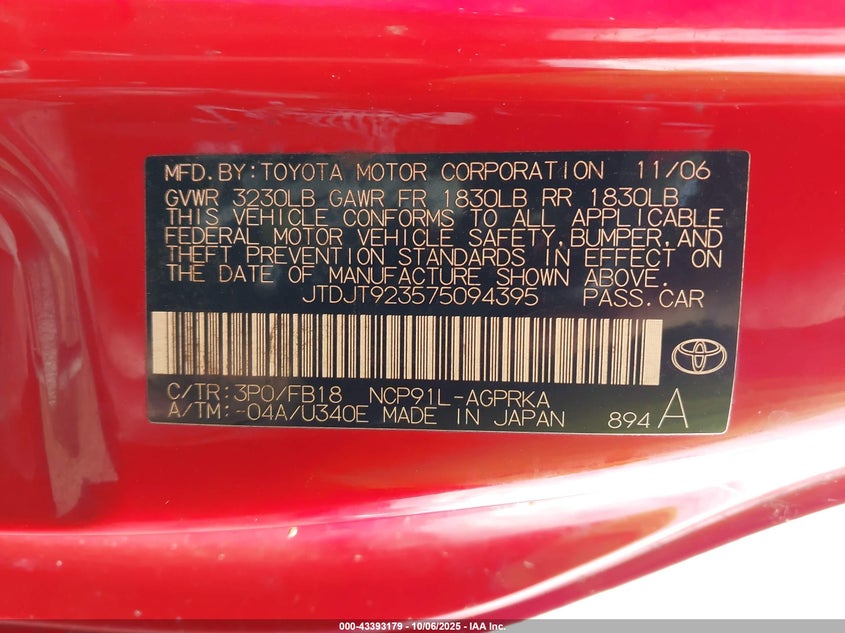 MFD. BY: TOYOTA MOTOR CORPORATION 11/06
GVWR 3230LB GAWR FR 1830LB RR 1830LB
THIS VEHICLE CONFORMS TO ALL APPLICABLE
FEDERAL MOTOR VEHICLE SAFETY, BUMPER, AND
THEFT PREVENTION STANDARDS IN EFFECT ON
THE DATE OF MANUFACTURE SHOWN ABOVE.
JTDJT923575094395 PASS. CAR
C/TR: 3P0/FB18 NCP91L-AGPRKA
A/TM: -04A/U340E MADE IN JAPAN 894 A
000-43393179 - 10/06/2025 - IAA Inc.